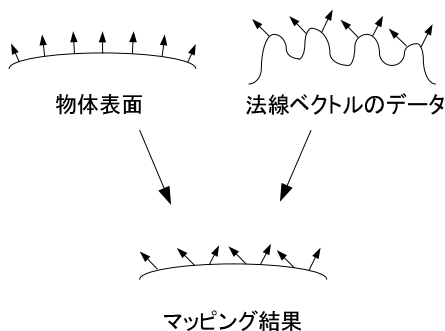 物体表面
法線ベクトルのデータ
マッピング結果